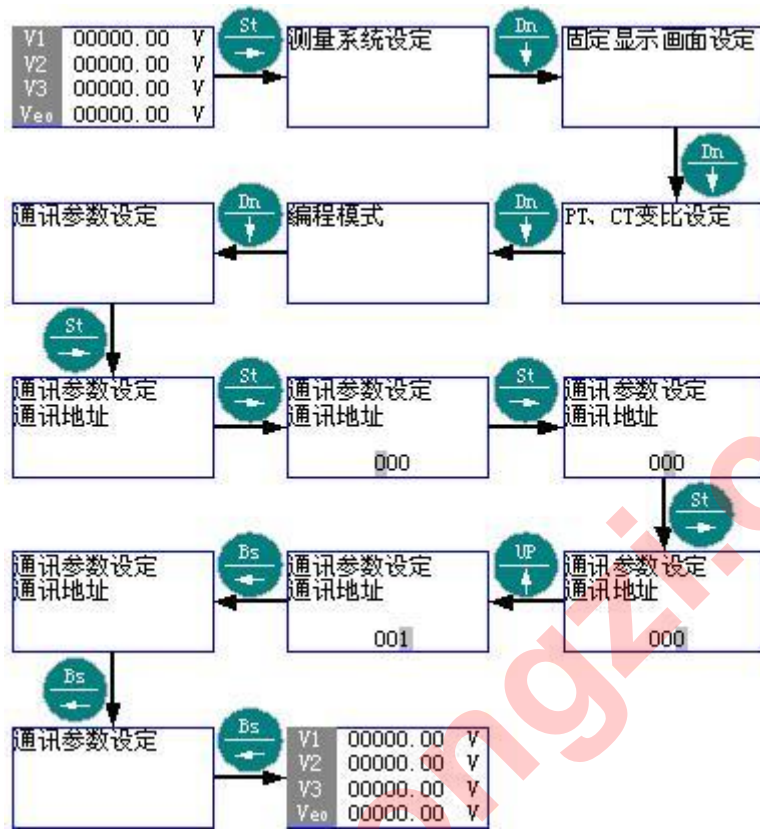 V1 00000.00 V
V2 00000.00 V
V3 00000.00 V
Veo 00000.00 V
St
测量系统设定
Dn
固定显示画面设定
Dn
PT、CT变比设定
Dn
编程模式
Dn
通讯参数设定
St
通讯参数设定
通讯地址
St
通讯参数设定
通讯地址
000
St
通讯参数设定
通讯地址
000
St
通讯参数设定
通讯地址
000
UP
通讯参数设定
通讯地址
001
Bs
通讯参数设定
通讯地址
Bs
通讯参数设定
Bs
V1 00000.00 V
V2 00000.00 V
V3 00000.00 V
Veo 00000.00 V